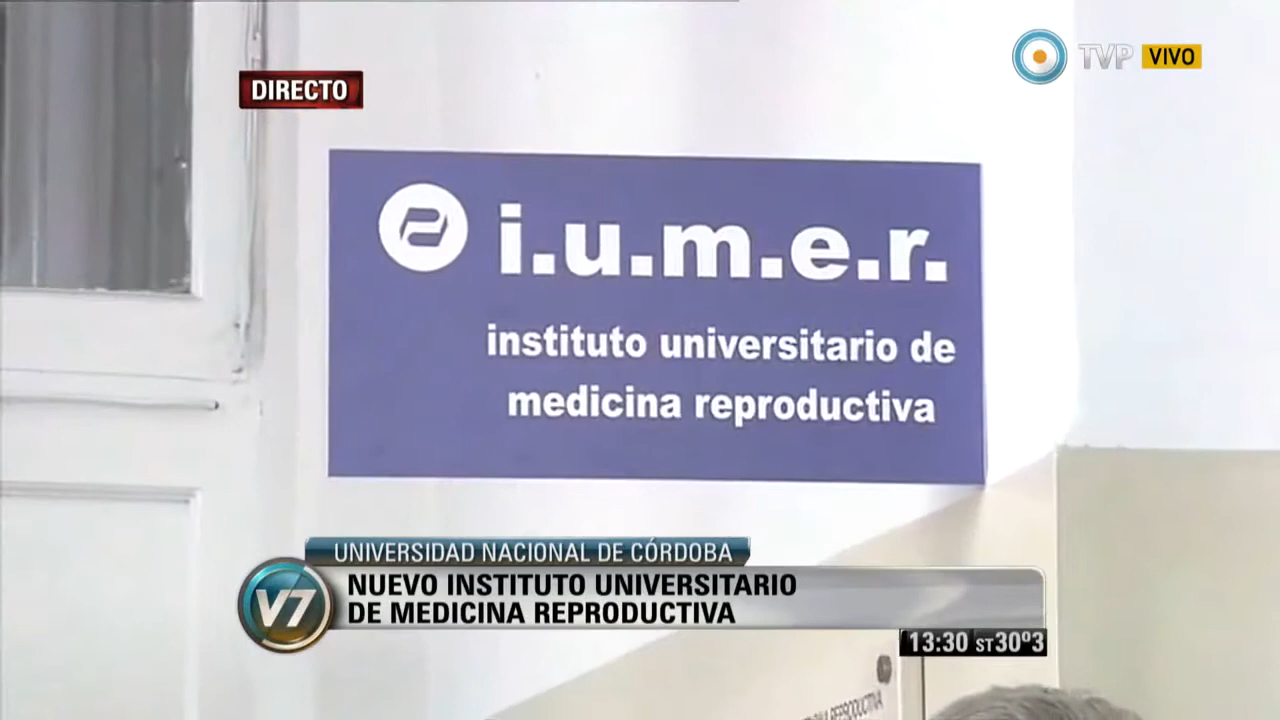 DIRECTO
TVP VIVO
i.u.m.e.r.
instituto universitario de
medicina reproductiva
UNIVERSIDAD NACIONAL DE CÓRDOBA
V7
NUEVO INSTITUTO UNIVERSITARIO
DE MEDICINA REPRODUCTIVA
13:30 ST30º3
REPRODUCTIVA